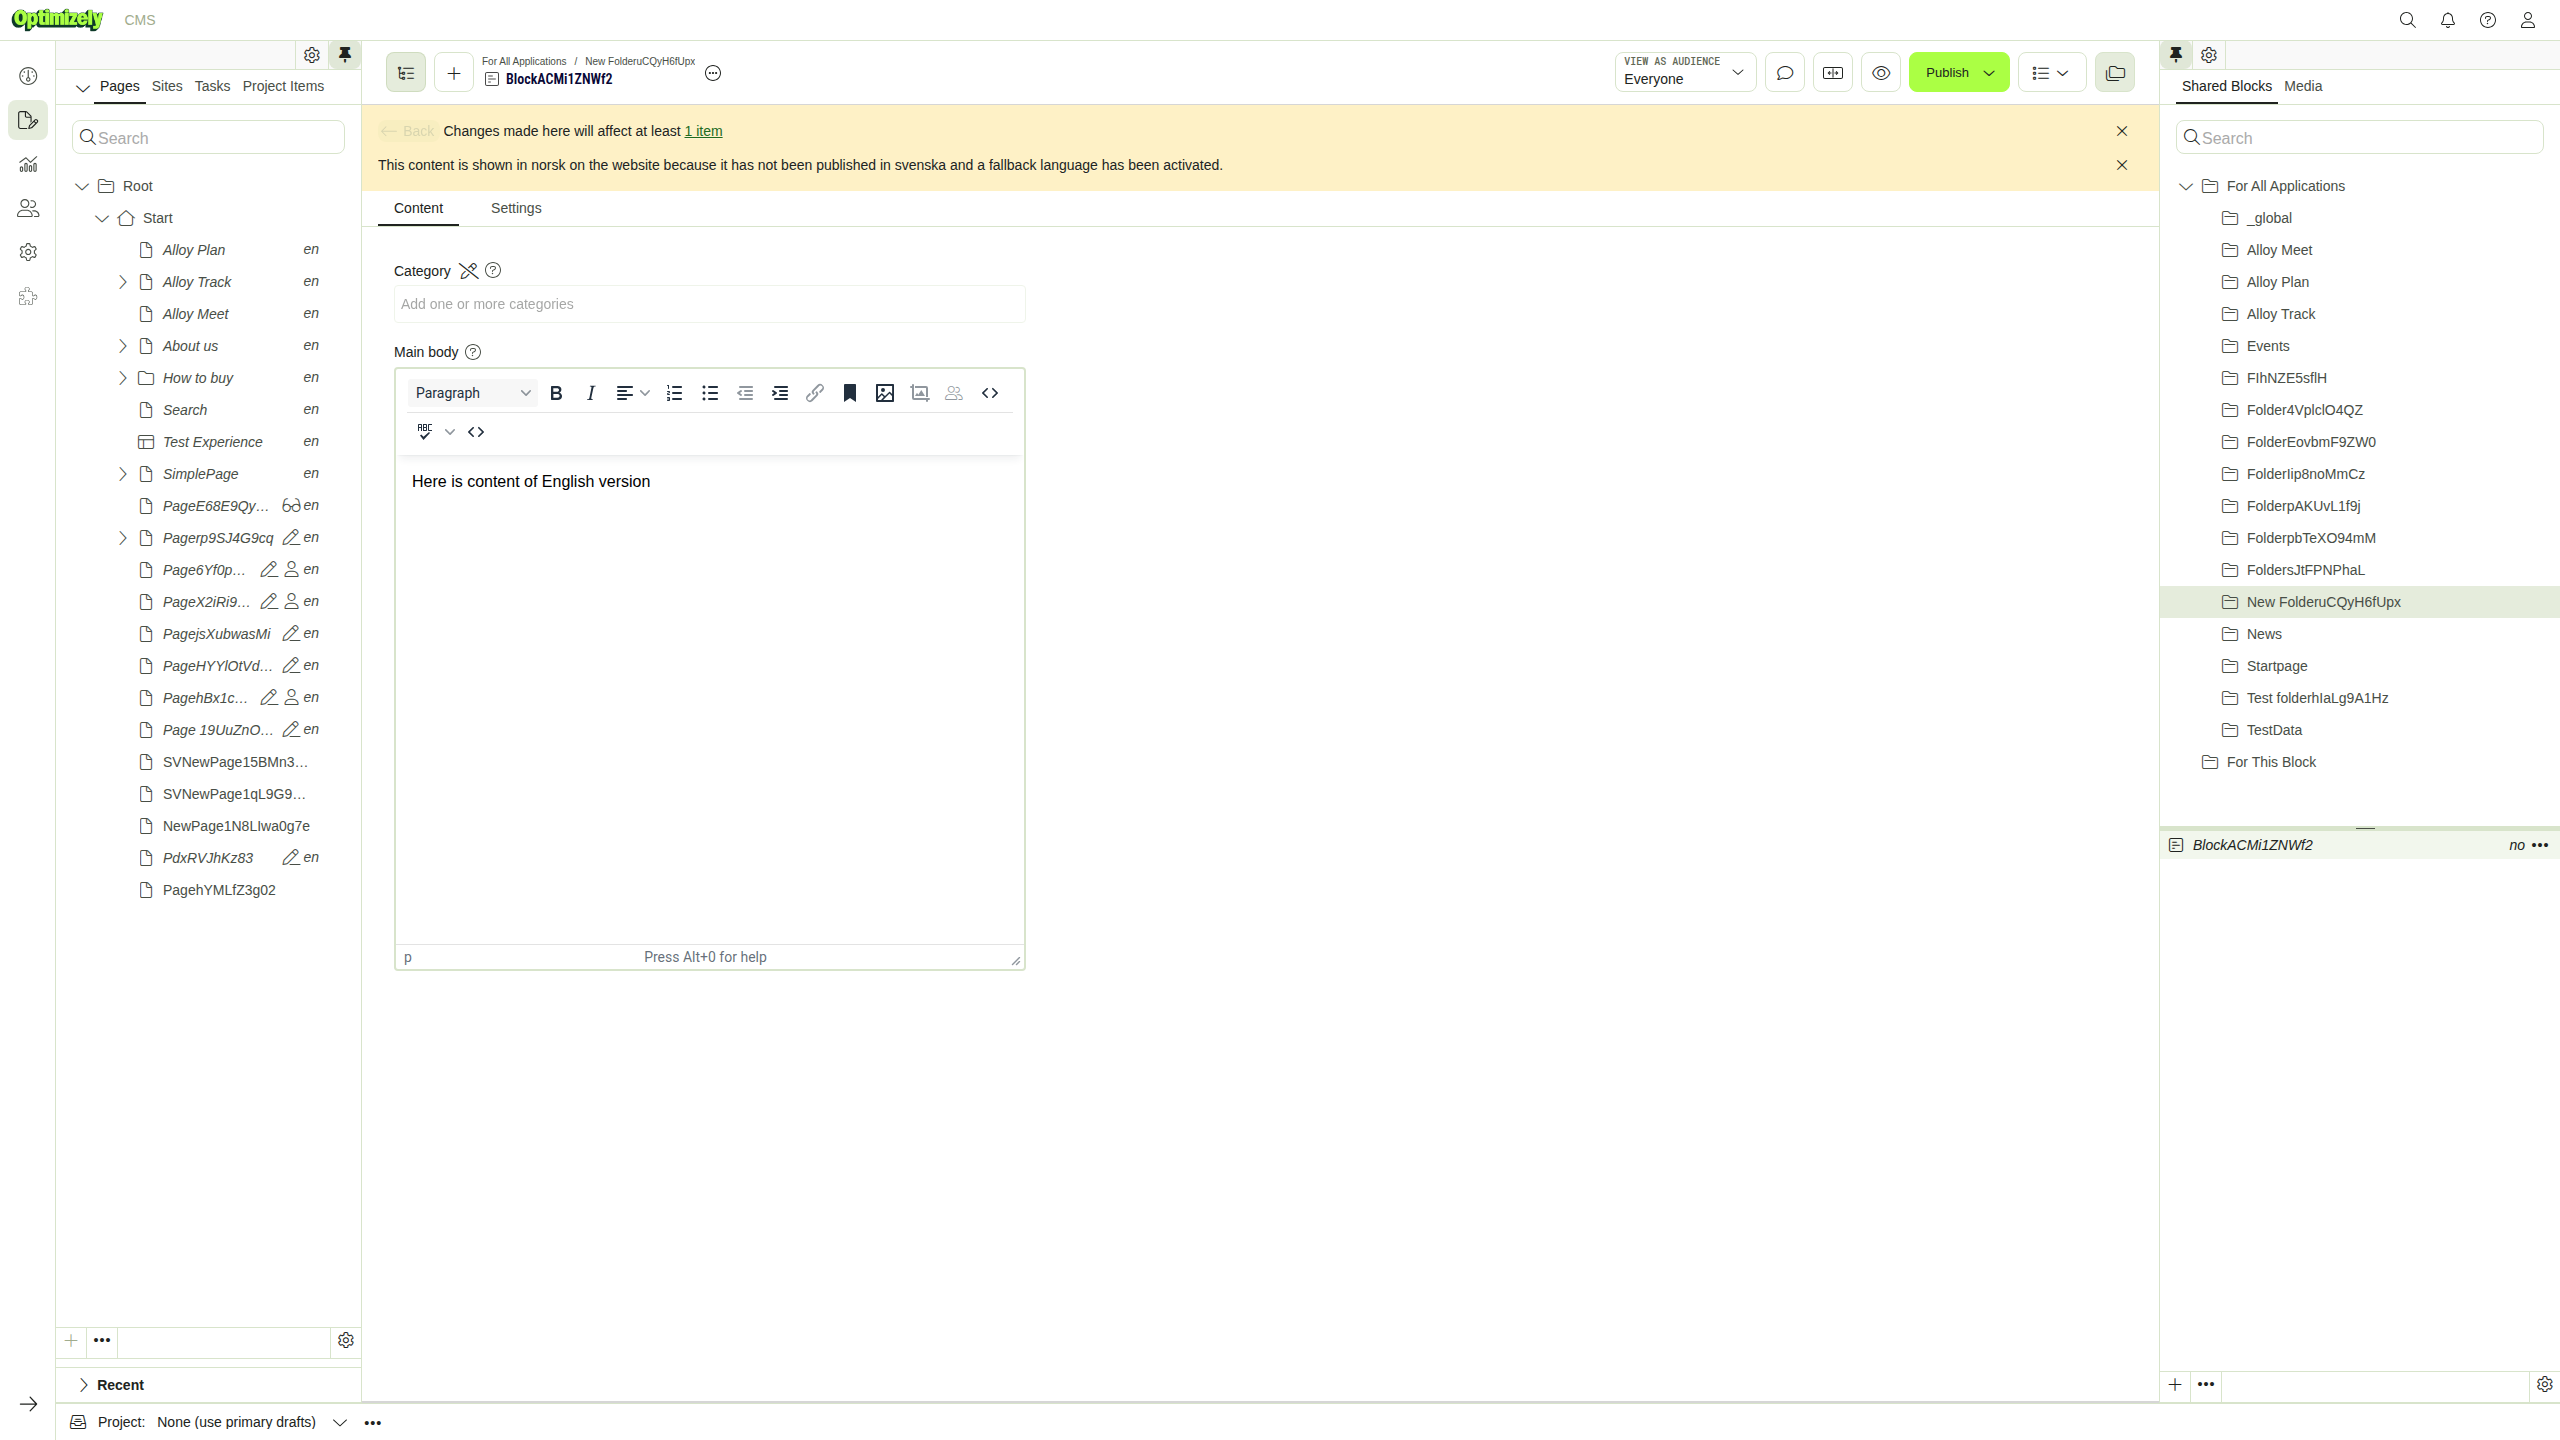 Optimizely CMS
Pages Sites Tasks Project Items
Search
Root
Start
Alloy Plan en
Alloy Track en
Alloy Meet en
About us en
How to buy en
Search en
Test Experience en
SimplePage en
PageE68E9Qy... en
Pagerp9SJ4G9cq en
Page6Yf0p... en
PageX2iRi9... en
PagejsXubwasMi en
PageHYYlOtVd... en
PagehBx1c... en
Page 19UuZnO... en
SVNewPage15BMn3...
SVNewPage1qL9G9...
NewPage1N8LIwa0g7e
PdxRVJhKz83 en
PagehYMLfZ3g02
Recent
Project: None (use primary drafts)
For All Applications / New FolderuCQyH6fUpx
BlockACMi1ZNWf2
VIEW AS AUDIENCE
Everyone
Publish
Back Changes made here will affect at least 1 item
This content is shown in norsk on the website because it has not been published in svenska and a fallback language has been activated.
Content Settings
Category
Add one or more categories
Main body
Paragraph
ABC
Here is content of English version
p Press Alt+0 for help
Shared Blocks Media
Search
For All Applications
_global
Alloy Meet
Alloy Plan
Alloy Track
Events
FIhNZE5sflH
Folder4VplclO4QZ
FolderEovbmF9ZW0
FolderIip8noMmCz
FolderpAKUvL1f9j
FolderpbTeXO94mM
FoldersJtFPNPhaL
New FolderuCQyH6fUpx
News
Startpage
Test folderhIaLg9A1Hz
TestData
For This Block
BlockACMi1ZNWf2 no